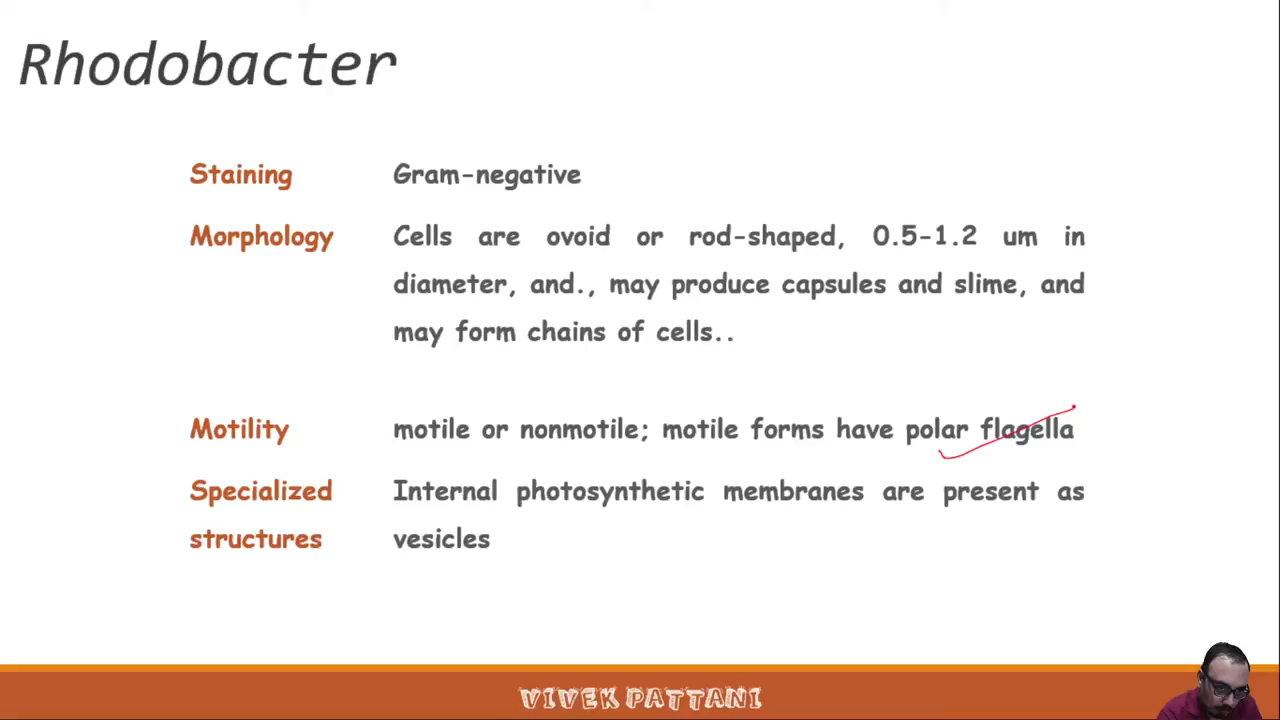 Rhodobacter
Staining Gram-negative
Morphology Cells are ovoid or rod-shaped, 0.5-1.2 um in
diameter, and., may produce capsules and slime, and
may form chains of cells..
Motility motile or nonmotile; motile forms have polar flagella
Specialized Internal photosynthetic membranes are present as
structures vesicles
VIVEK PATTANI